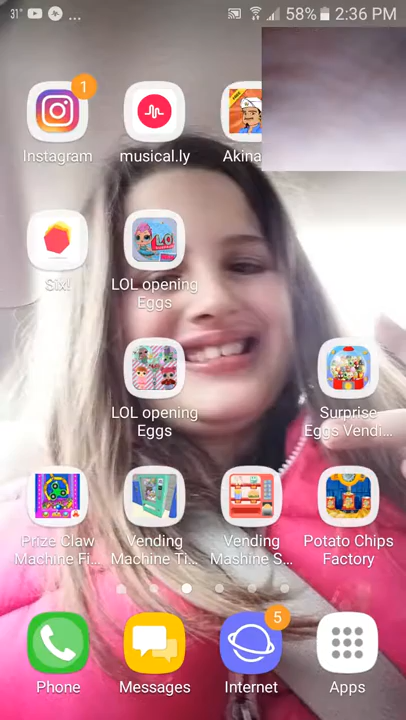 31° ... 58% 2:36 PM
1
Instagram musical.ly Akina
Six! LOL opening
Eggs
LOL opening Surprise
Eggs Eggs Vendi...
Prize Claw Vending Vending Potato Chips
Machine Fi... Machine Ti... Mashine S... Factory
5
Phone Messages Internet Apps